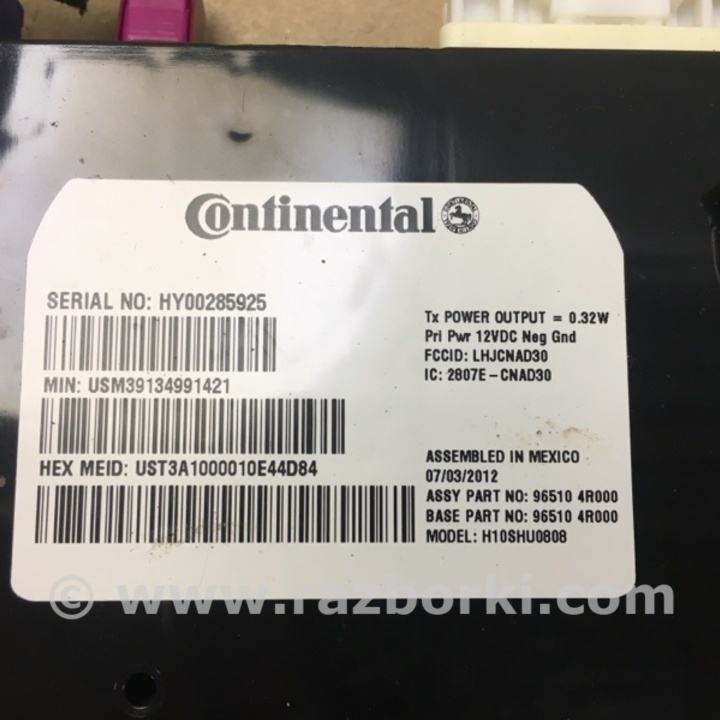 Continental
SERIAL NO: HY00285925
MIN: USM39134991421
HEX MEID: UST3A1000010E44D84
Tx POWER OUTPUT = 0.32W
Pri Pwr 12VDC Neg Gnd
FCCID: LHJCNAD30
IC: 2807E-CNAD30
ASSEMBLED IN MEXICO
07/03/2012
ASSY PART NO: 96510 4R000
BASE PART NO: 96510 4R000
MODEL: H10SHU0808
© www.razborki.com